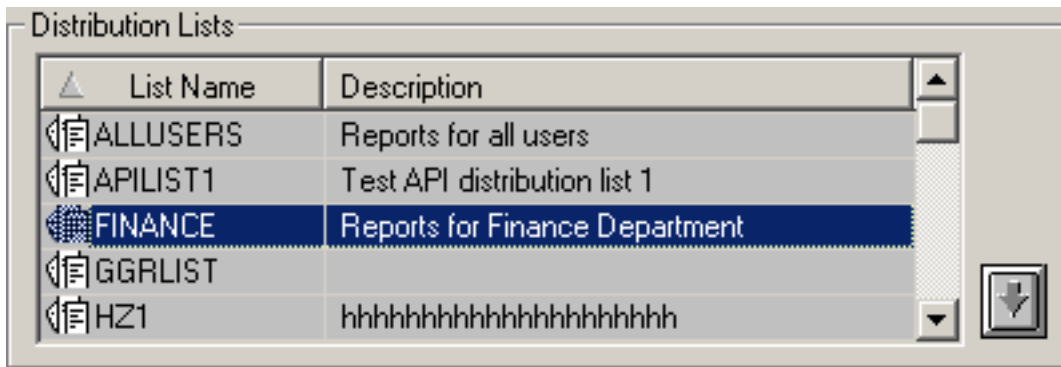 Distribution Lists
List Name Description
ALLUSERS Reports for all users
APILIST1 Test API distribution list 1
FINANCE Reports for Finance Department
GGRLIST
HZ1 hhhhhhhhhhhhhhhhhhhhh